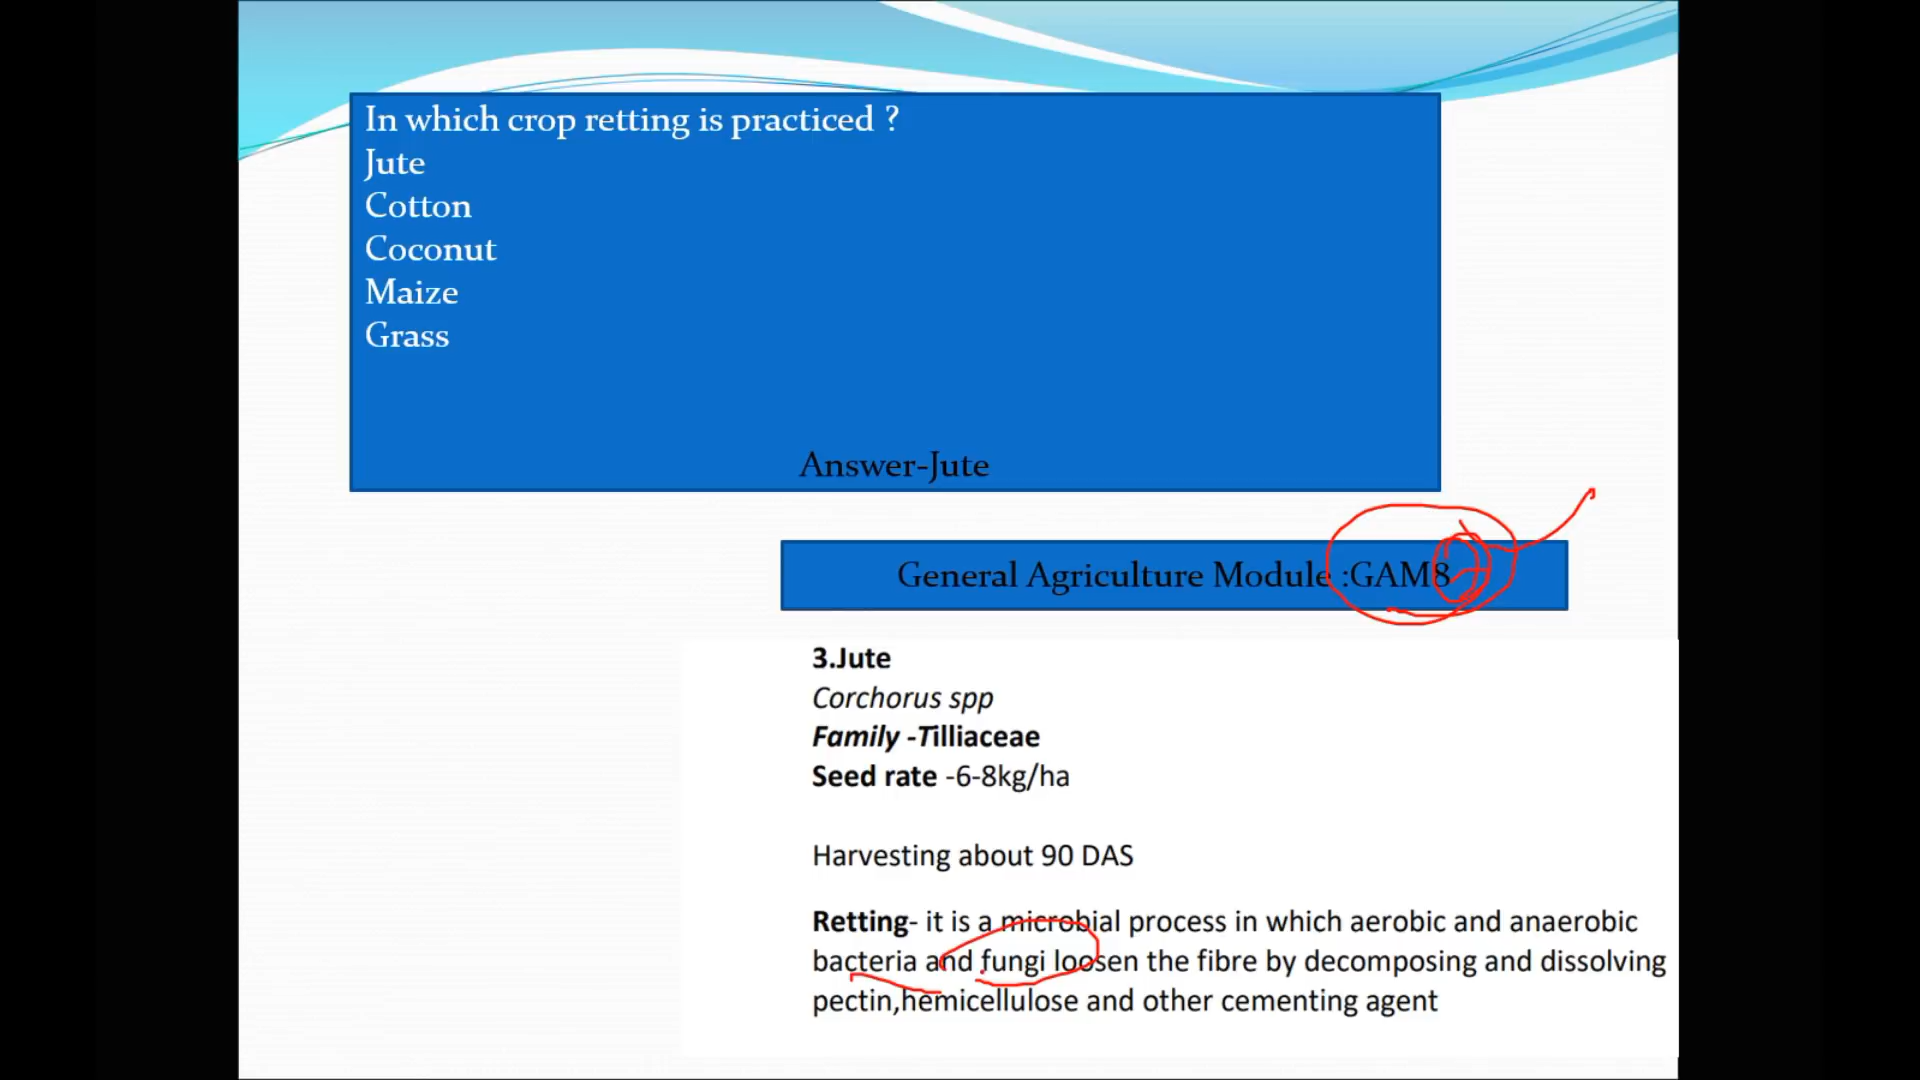 In which crop retting is practiced ?
Jute
Cotton
Coconut
Maize
Grass
Answer-Jute
General Agriculture Module :GAM8
3.Jute
Corchorus spp
Family -Tilliaceae
Seed rate -6-8kg/ha
Harvesting about 90 DAS
Retting- it is a microbial process in which aerobic and anaerobic
bacteria and fungi loosen the fibre by decomposing and dissolving
pectin,hemicellulose and other cementing agent